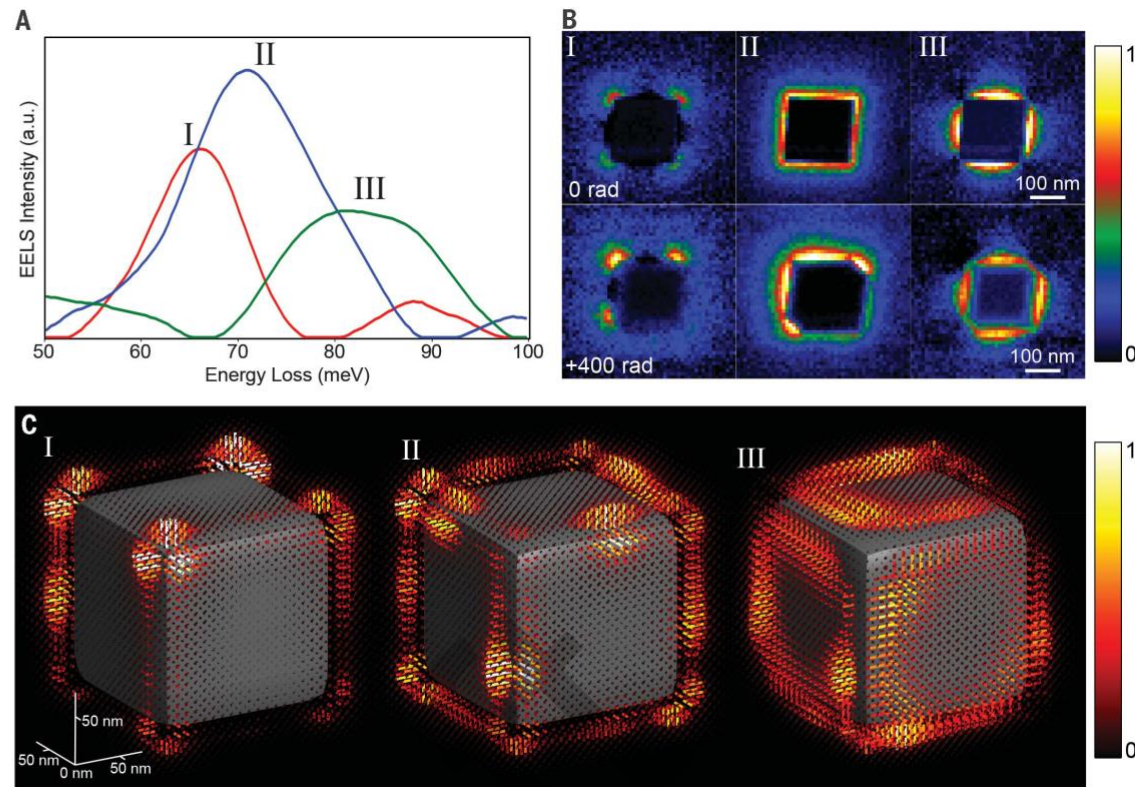 A
I
II
III
EELS Intensity (a.u.)
50 60 70 80 90 100
Energy Loss (meV)
B
I II III
0 rad
100 nm
+400 rad
100 nm
1
0
C
I
II
III
50 nm
50 nm
0 nm
50 nm
1
0